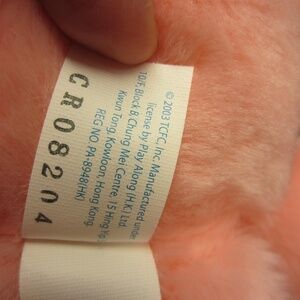 © 2003 TCFC, Inc. Manufactured under
license by Play Along (H.K.) Ltd.
10/F, Block B Chung Mei Centre, 15 Hing Yip
Kwun Tong, Kowloon, Hong Kong
REG NO. PA-8948(HK)
CR08204